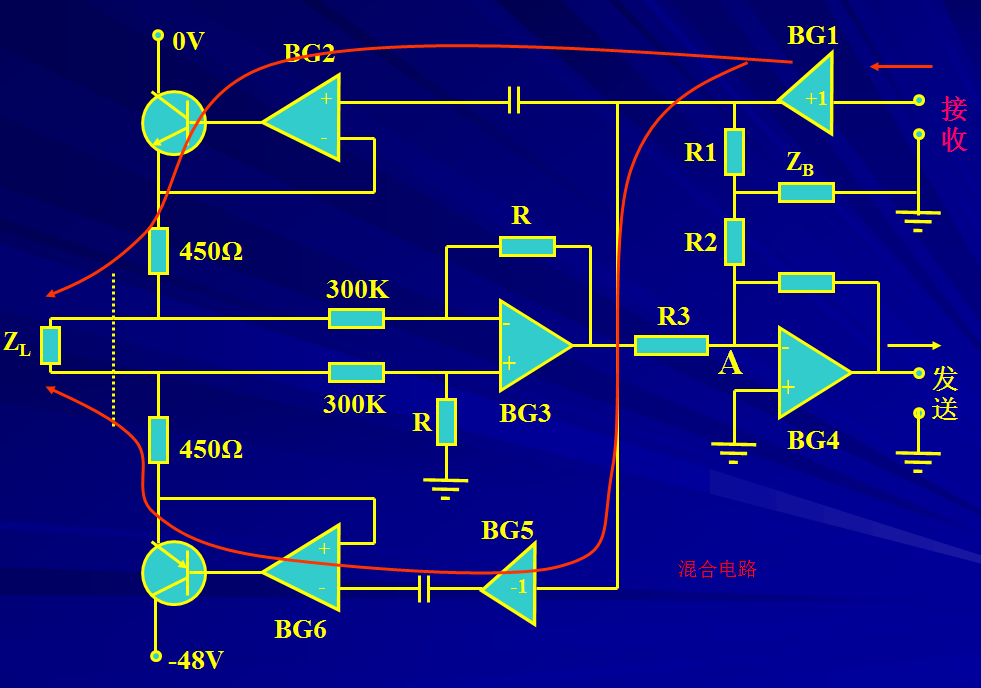 0V
BG2
BG1
+
-
+1
接
收
R1
Z_B
R
R2
450Ω
300K
R3
Z_L
-
+
A
-
+
发
送
300K
BG3
R
BG4
450Ω
BG5
+
-
-1
混合电路
BG6
-48V